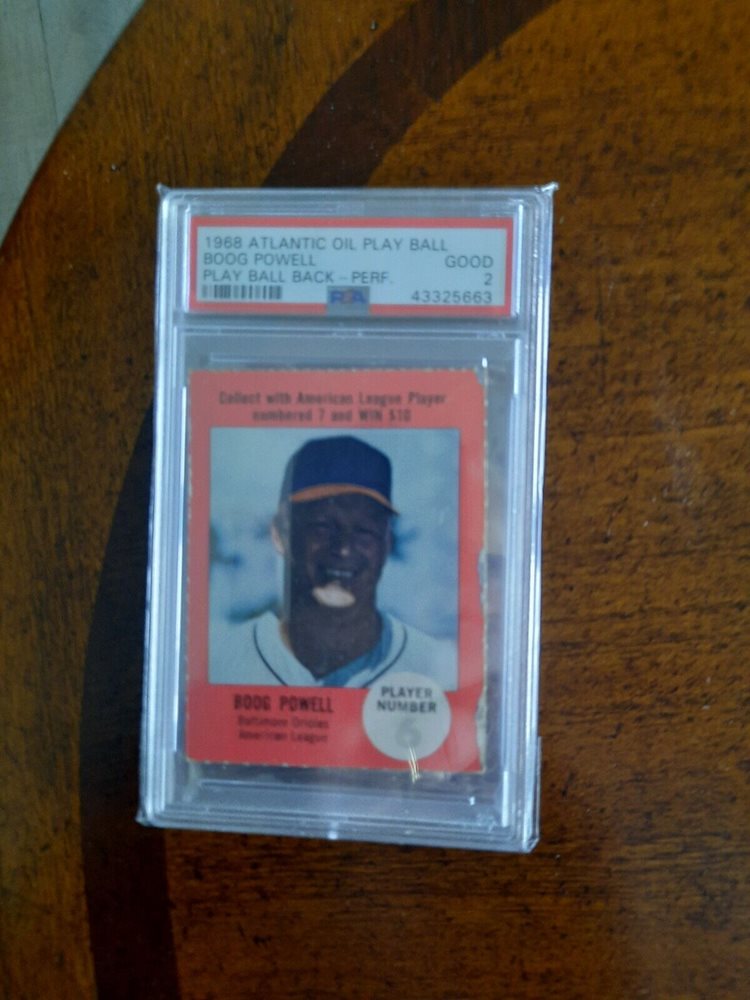 1968 ATLANTIC OIL PLAY BALL
BOOG POWELL GOOD
PLAY BALL BACK - PERF. 2
PSA 43325663
Collect with American League Player
numbered 7 and WIN $10
BOOG POWELL
Baltimore Orioles
American League
PLAYER
NUMBER
6